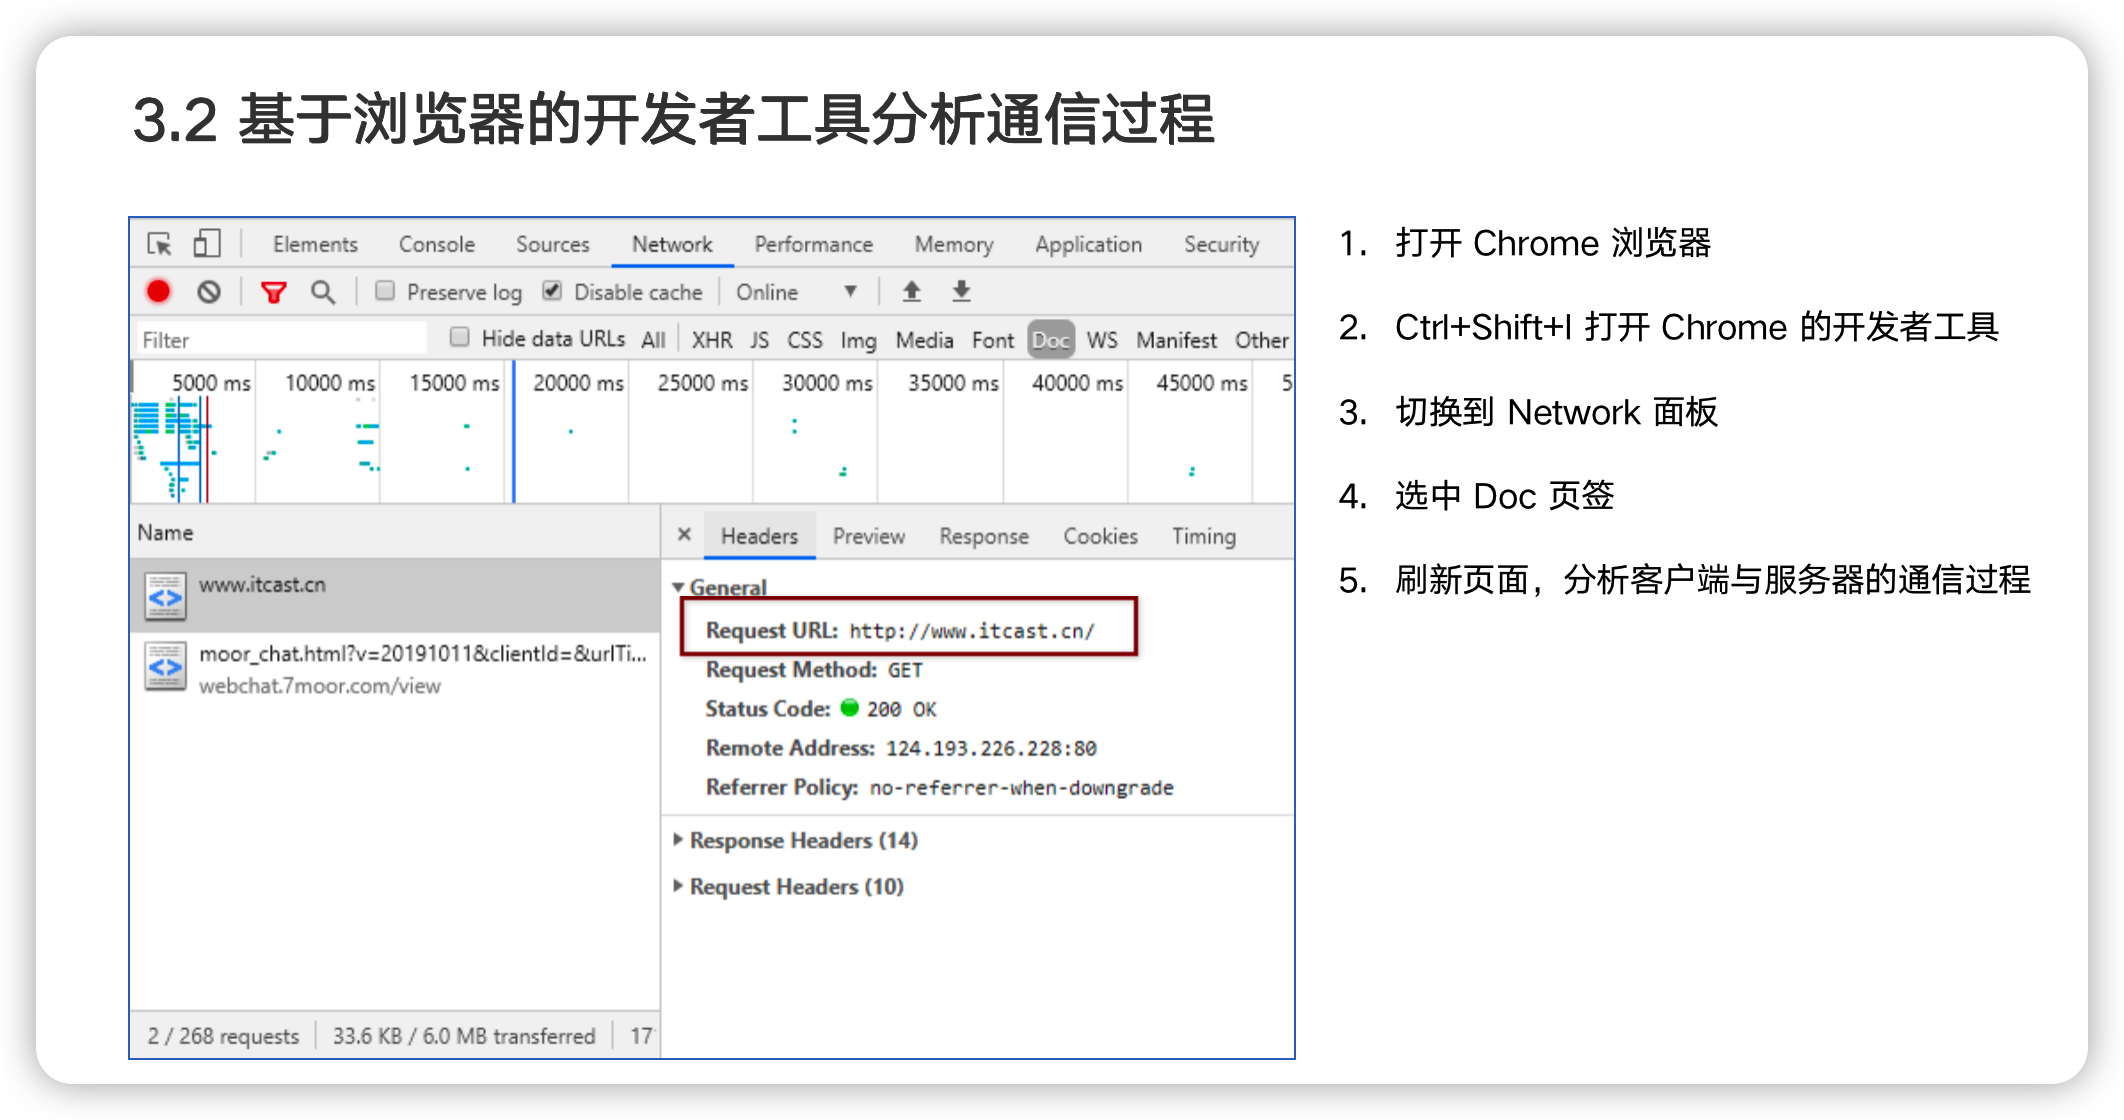 3.2 基于浏览器的开发者工具分析通信过程
Elements Console Sources Network Performance Memory Application Security
Preserve log Disable cache Online
Filter Hide data URLs All XHR JS CSS Img Media Font Doc WS Manifest Other
5000 ms 10000 ms 15000 ms 20000 ms 25000 ms 30000 ms 35000 ms 40000 ms 45000 ms 5
Name
www.itcast.cn
moor_chat.html?v=20191011&clientId=&urlTi...
webchat.7moor.com/view
2 / 268 requests 33.6 KB / 6.0 MB transferred 17
× Headers Preview Response Cookies Timing
General
Request URL: http://www.itcast.cn/
Request Method: GET
Status Code: 200 OK
Remote Address: 124.193.226.228:80
Referrer Policy: no-referrer-when-downgrade
Response Headers (14)
Request Headers (10)
1. 打开 Chrome 浏览器
2. Ctrl+Shift+I 打开 Chrome 的开发者工具
3. 切换到 Network 面板
4. 选中 Doc 页签
5. 刷新页面，分析客户端与服务器的通信过程